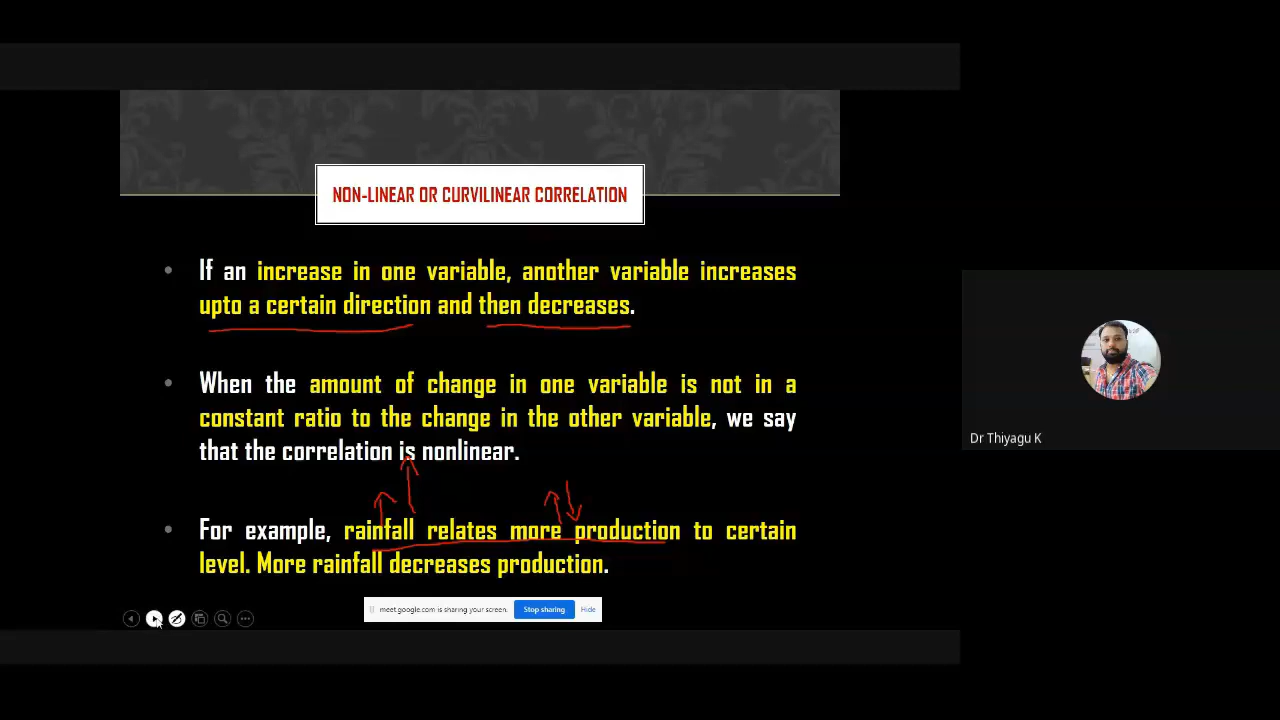 NON-LINEAR OR CURVILINEAR CORRELATION
• If an increase in one variable, another variable increases
upto a certain direction and then decreases.
• When the amount of change in one variable is not in a
constant ratio to the change in the other variable, we say
that the correlation is nonlinear.
• For example, rainfall relates more production to certain
level. More rainfall decreases production.
meet.google.com is sharing your screen. Stop sharing Hide
Dr Thiyagu K